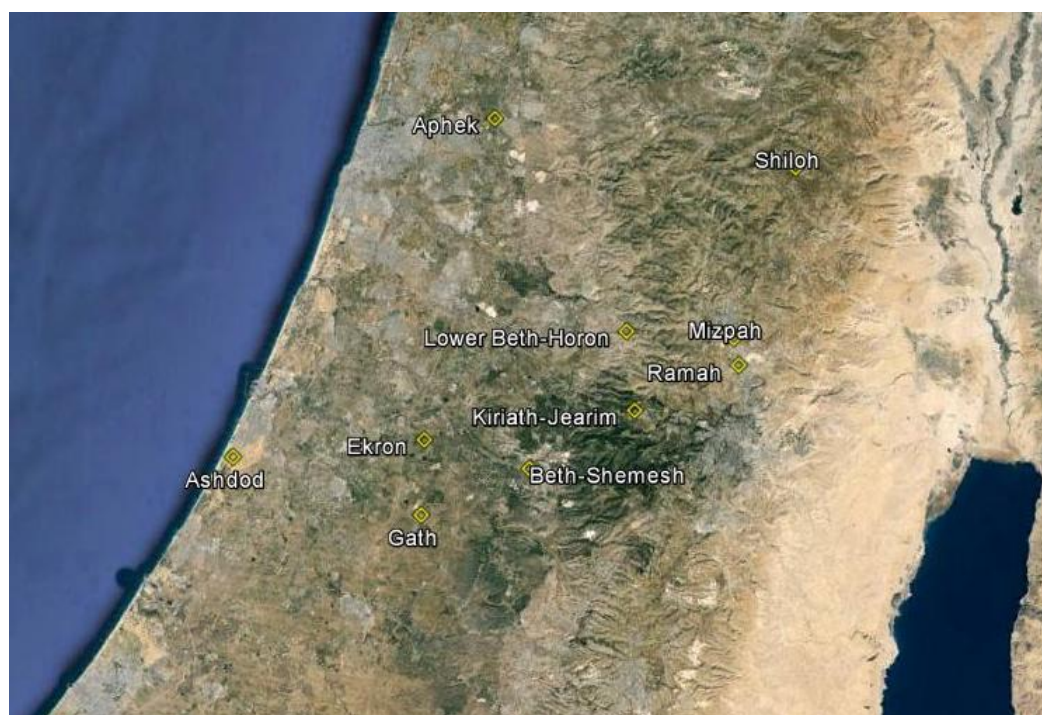 Aphek
Shiloh
Lower Beth-Horon
Mizpah
Ramah
Kiriath-Jearim
Ekron
Beth-Shemesh
Ashdod
Gath